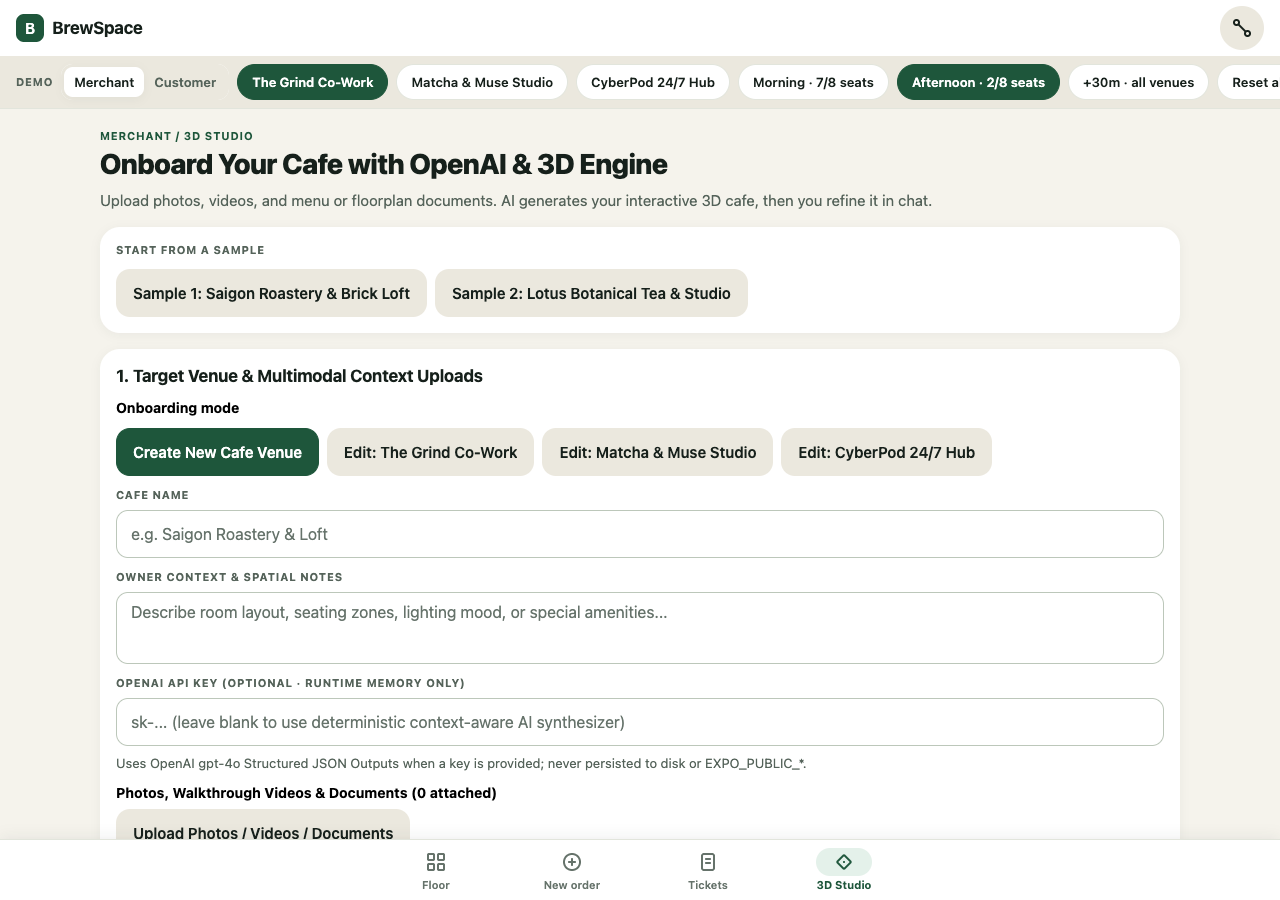 B BrewSpace
DEMO Merchant Customer The Grind Co-Work Matcha & Muse Studio CyberPod 24/7 Hub Morning · 7/8 seats Afternoon · 2/8 seats +30m · all venues Reset a
MERCHANT / 3D STUDIO
Onboard Your Cafe with OpenAI & 3D Engine
Upload photos, videos, and menu or floorplan documents. AI generates your interactive 3D cafe, then you refine it in chat.
START FROM A SAMPLE
Sample 1: Saigon Roastery & Brick Loft Sample 2: Lotus Botanical Tea & Studio
1. Target Venue & Multimodal Context Uploads
Onboarding mode
Create New Cafe Venue Edit: The Grind Co-Work Edit: Matcha & Muse Studio Edit: CyberPod 24/7 Hub
CAFE NAME
e.g. Saigon Roastery & Loft
OWNER CONTEXT & SPATIAL NOTES
Describe room layout, seating zones, lighting mood, or special amenities...
OPENAI API KEY (OPTIONAL · RUNTIME MEMORY ONLY)
sk-... (leave blank to use deterministic context-aware AI synthesizer)
Uses OpenAI gpt-4o Structured JSON Outputs when a key is provided; never persisted to disk or EXPO_PUBLIC_*.
Photos, Walkthrough Videos & Documents (0 attached)
Upload Photos / Videos / Documents
Floor New order Tickets 3D Studio